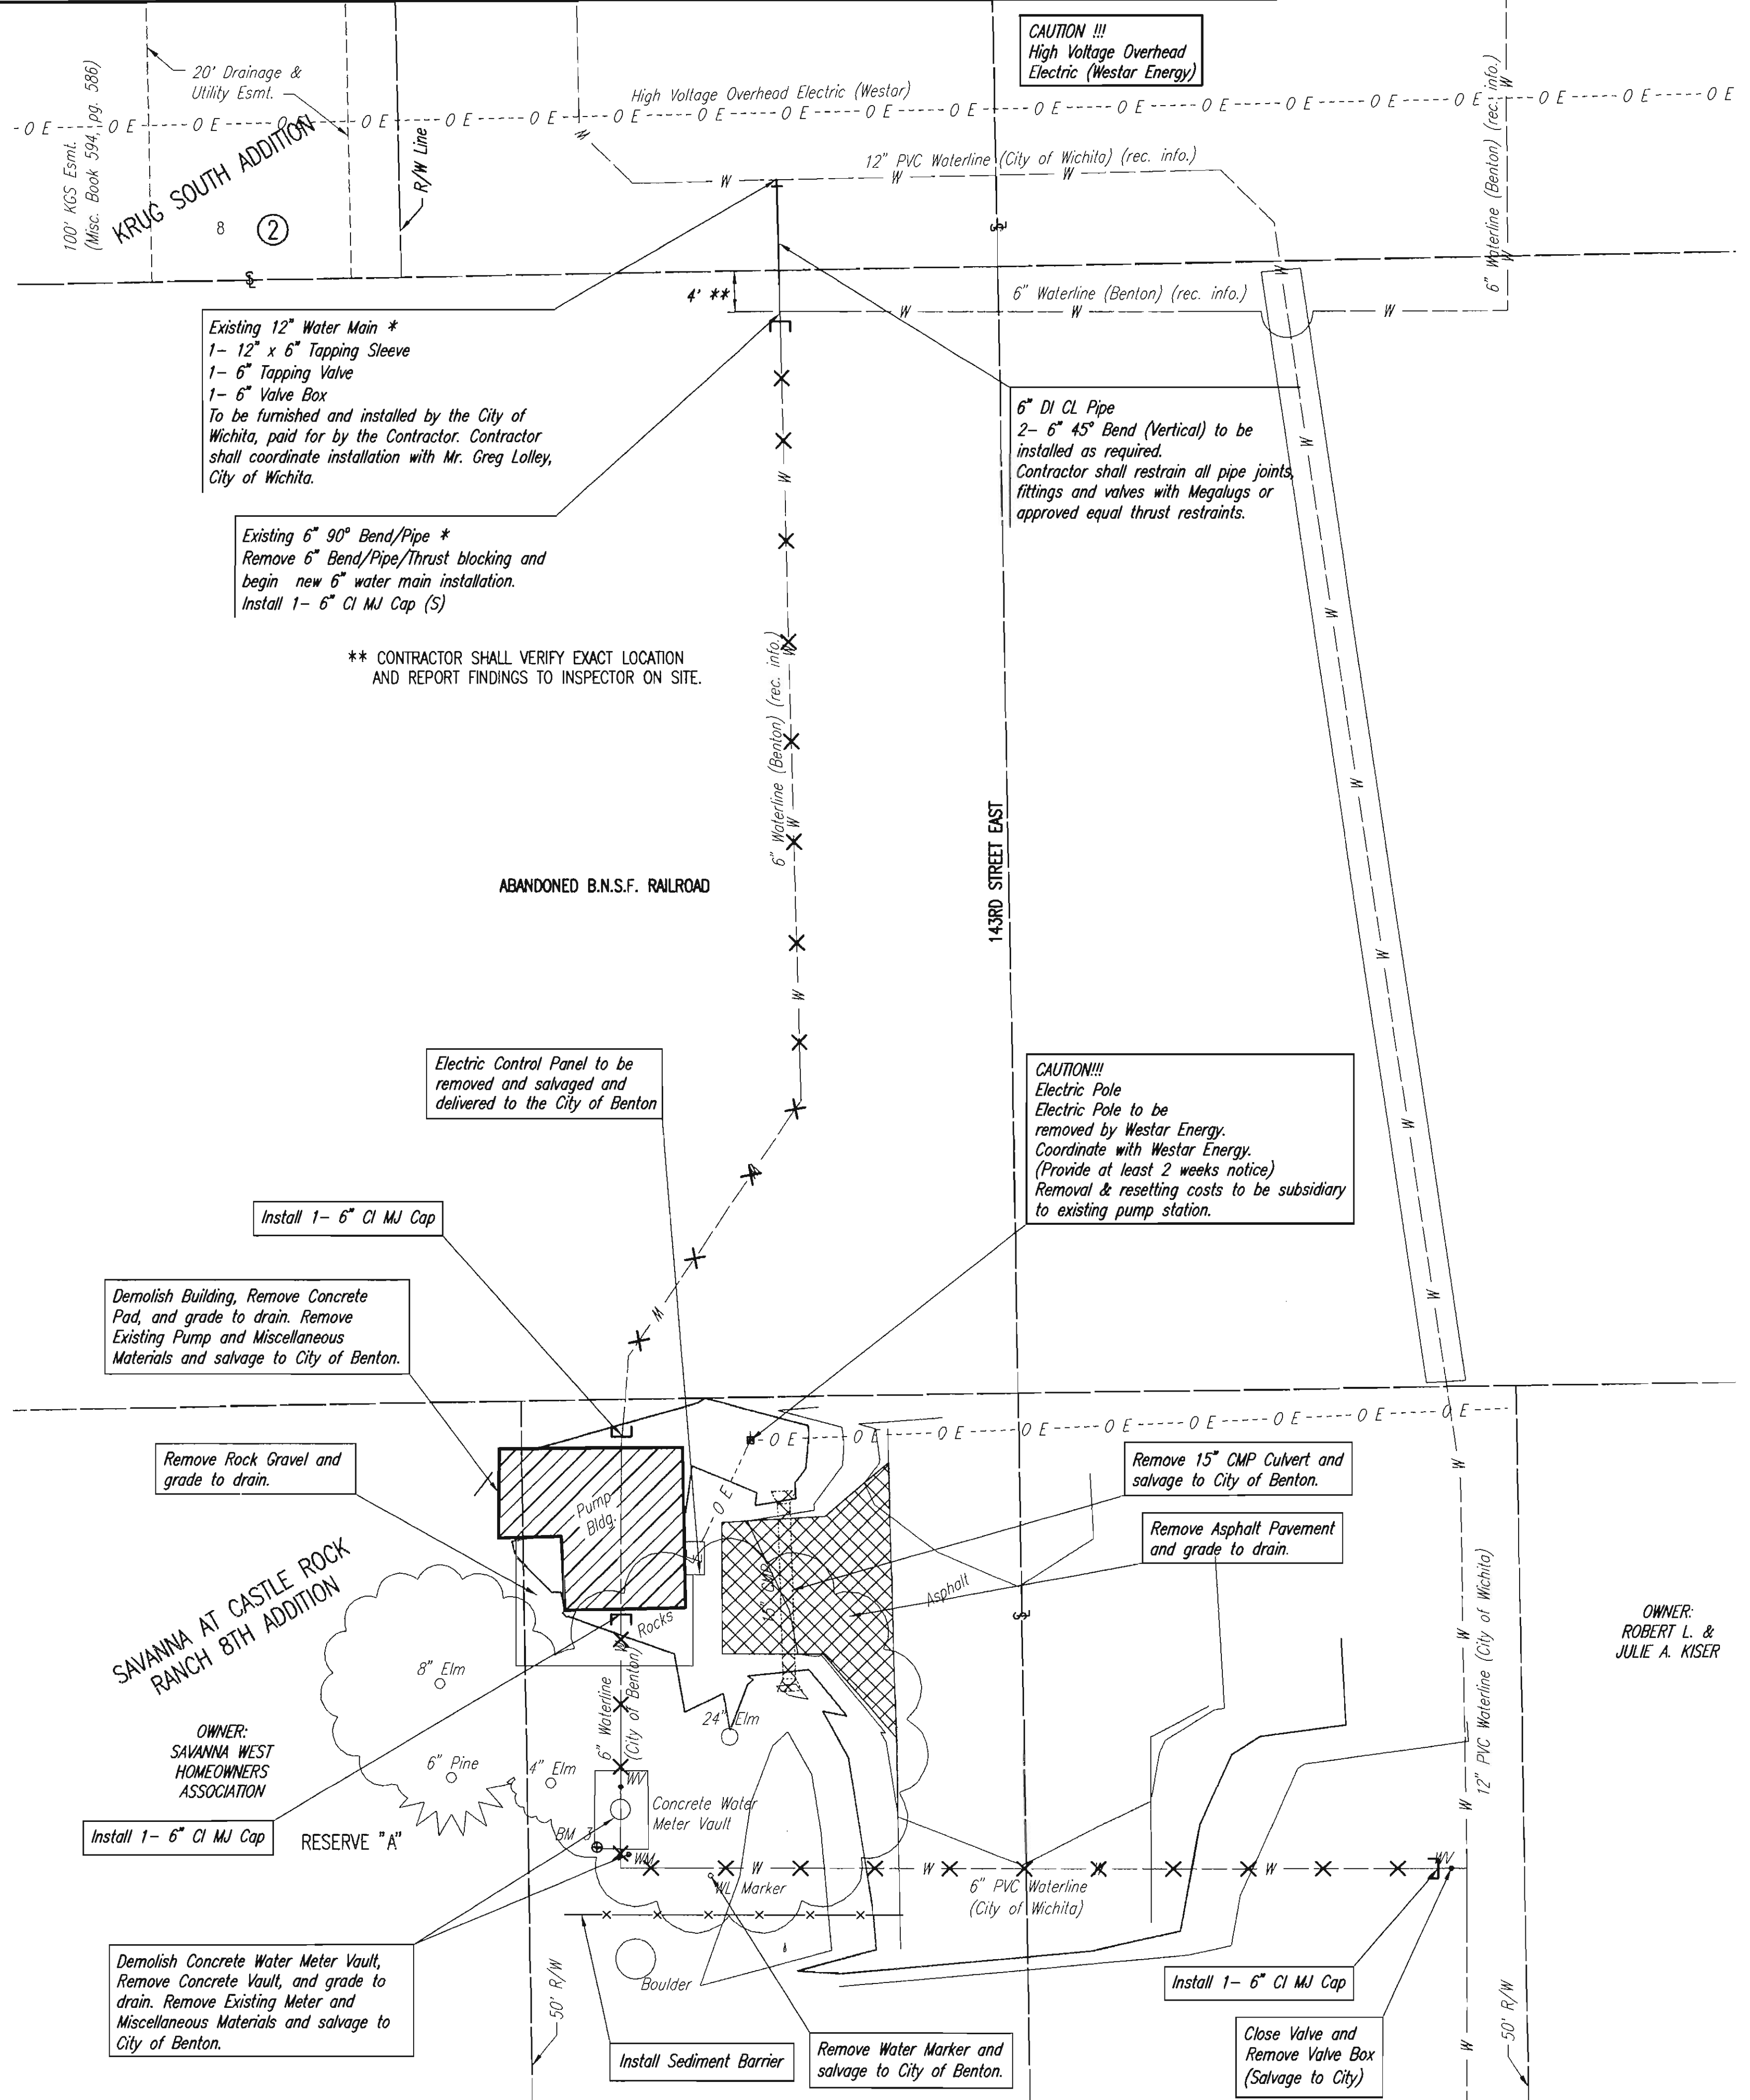 CAUTION !!!
High Voltage Overhead
Electric (Westar Energy)
20' Drainage &
Utility Esmt.
High Voltage Overhead Electric (Westar)
O E O E O E O E O E O E O E O E O E O E O E O E O E O E O E O E O E O E O E O E O E
100' KGS Esmt.
(Misc. Book 594, pg. 586)
KRUG SOUTH ADDITION
8 2
R/W Line
12" PVC Waterline (City of Wichita) (rec. info.)
W W W
6" Waterline (Benton) (rec. info.)
4' **
6" Waterline (Benton) (rec. info.)
W W W
Existing 12" Water Main *
1- 12" x 6" Tapping Sleeve
1- 6" Tapping Valve
1- 6" Valve Box
To be furnished and installed by the City of
Wichita, paid for by the Contractor. Contractor
shall coordinate installation with Mr. Greg Lolley,
City of Wichita.
6" DI CL Pipe
2- 6" 45° Bend (Vertical) to be
installed as required.
Contractor shall restrain all pipe joints,
fittings and valves with Megalugs or
approved equal thrust restraints.
Existing 6" 90° Bend/Pipe *
Remove 6" Bend/Pipe/Thrust blocking and
begin new 6" water main installation.
Install 1- 6" CI MJ Cap (S)
** CONTRACTOR SHALL VERIFY EXACT LOCATION
AND REPORT FINDINGS TO INSPECTOR ON SITE.
6" Waterline (Benton) (rec. info.)
ABANDONED B.N.S.F. RAILROAD
143RD STREET EAST
Electric Control Panel to be
removed and salvaged and
delivered to the City of Benton
CAUTION!!!
Electric Pole
Electric Pole to be
removed by Westar Energy.
Coordinate with Westar Energy.
(Provide at least 2 weeks notice)
Removal & resetting costs to be subsidiary
to existing pump station.
Install 1- 6" CI MJ Cap
Demolish Building, Remove Concrete
Pad, and grade to drain. Remove
Existing Pump and Miscellaneous
Materials and salvage to City of Benton.
O E O E O E O E O E O E O E O E O E
Remove Rock Gravel and
grade to drain.
Pump
Bldg.
O E
E
Remove 15" CMP Culvert and
salvage to City of Benton.
Remove Asphalt Pavement
and grade to drain.
15" CMP
Asphalt
Rocks
SAVANNA AT CASTLE ROCK
RANCH 8TH ADDITION
OWNER:
ROBERT L. &
JULIE A. KISER
12" PVC Waterline (City of Wichita)
8" Elm
6" Waterline
(City of Benton)
24" Elm
OWNER:
SAVANNA WEST
HOMEOWNERS
ASSOCIATION
6" Pine
4" Elm
WV
Concrete Water
Meter Vault
Install 1- 6" CI MJ Cap
RESERVE "A"
BM 3
WM
W W W
WV
WL Marker
6" PVC Waterline
(City of Wichita)
Demolish Concrete Water Meter Vault,
Remove Concrete Vault, and grade to
drain. Remove Existing Meter and
Miscellaneous Materials and salvage to
City of Benton.
50' R/W
Boulder
Install 1- 6" CI MJ Cap
50' R/W
Install Sediment Barrier
Remove Water Marker and
salvage to City of Benton.
Close Valve and
Remove Valve Box
(Salvage to City)